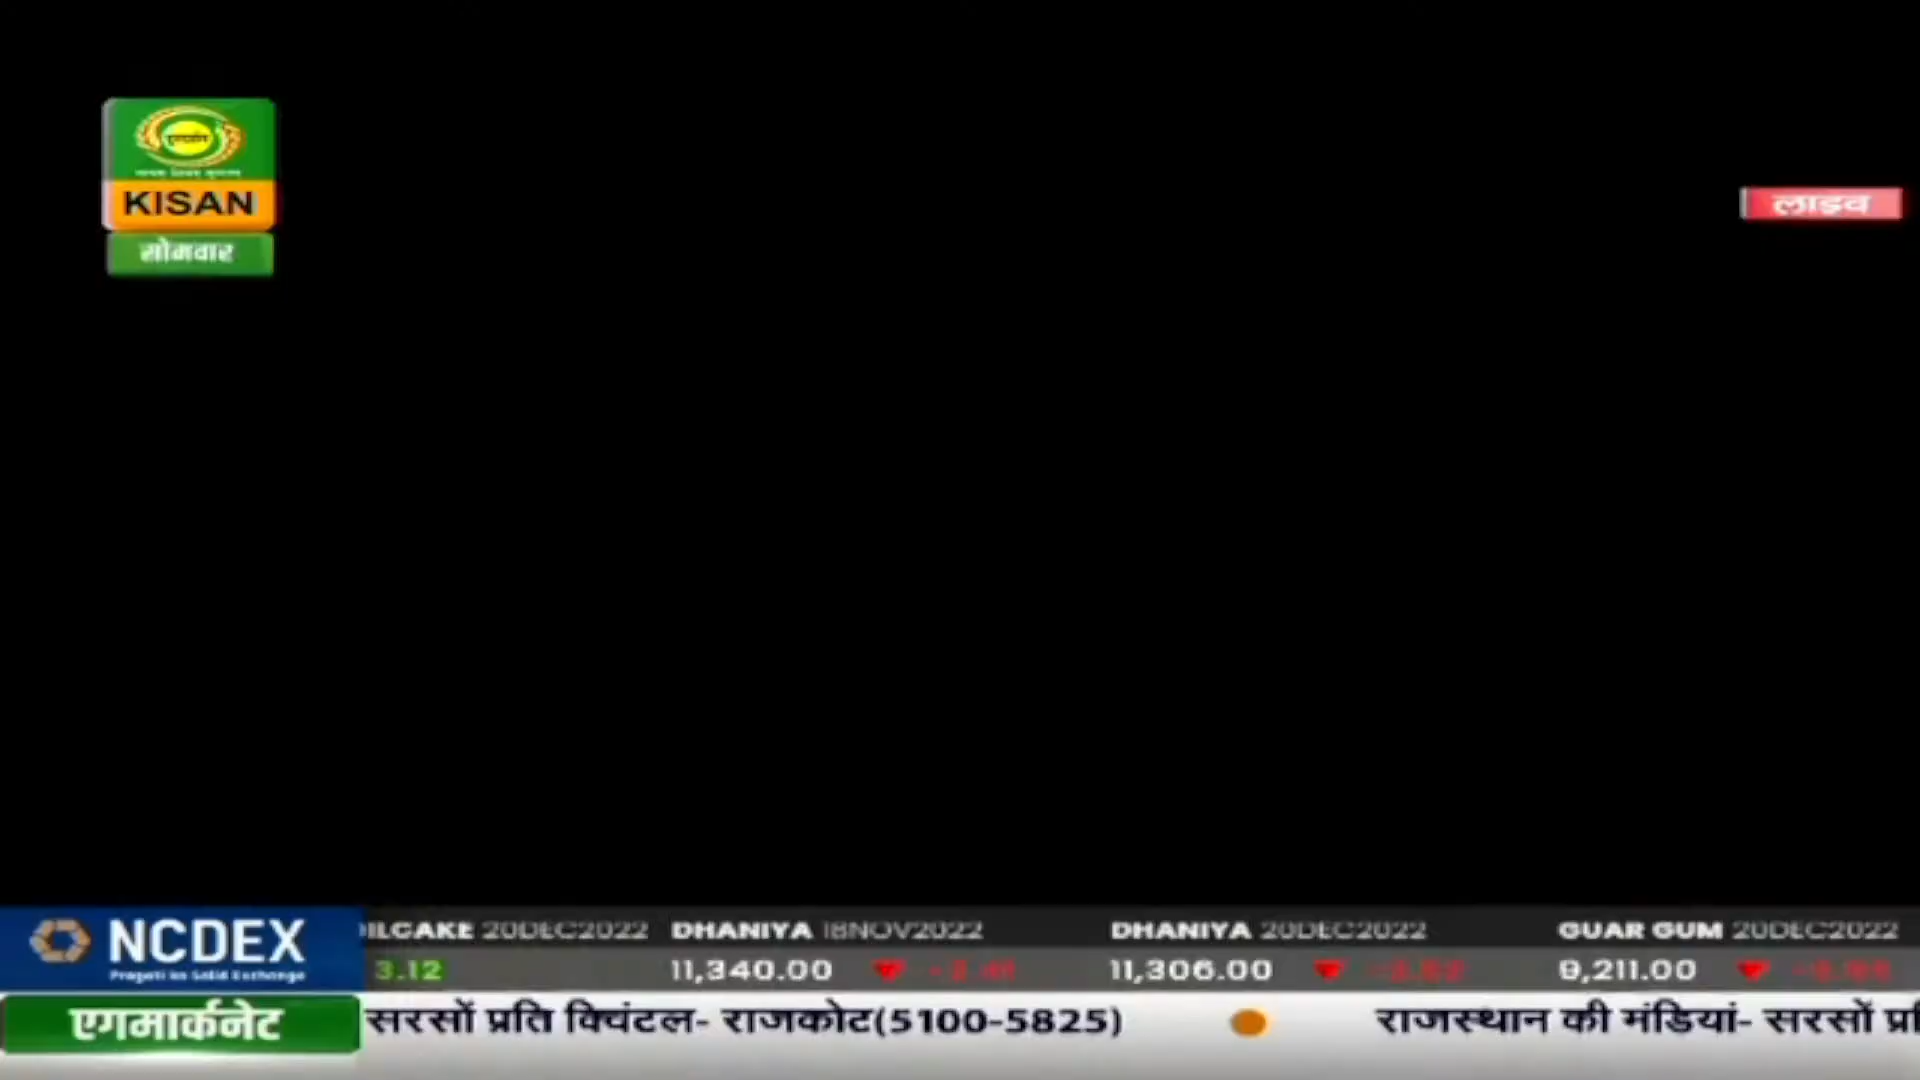 KISAN
सोमवार
लाइव
NCDEX
ILCAKE 20DEC2022 DHANIYA 18NOV2022 DHANIYA 20DEC2022 GUAR GUM 20DEC2022
3.12 11,340.00 11,306.00 9,211.00
एगमार्कनेट
सरसों प्रति क्विंटल- राजकोट(5100-5825) राजस्थान की मंडियां- सरसों प्र